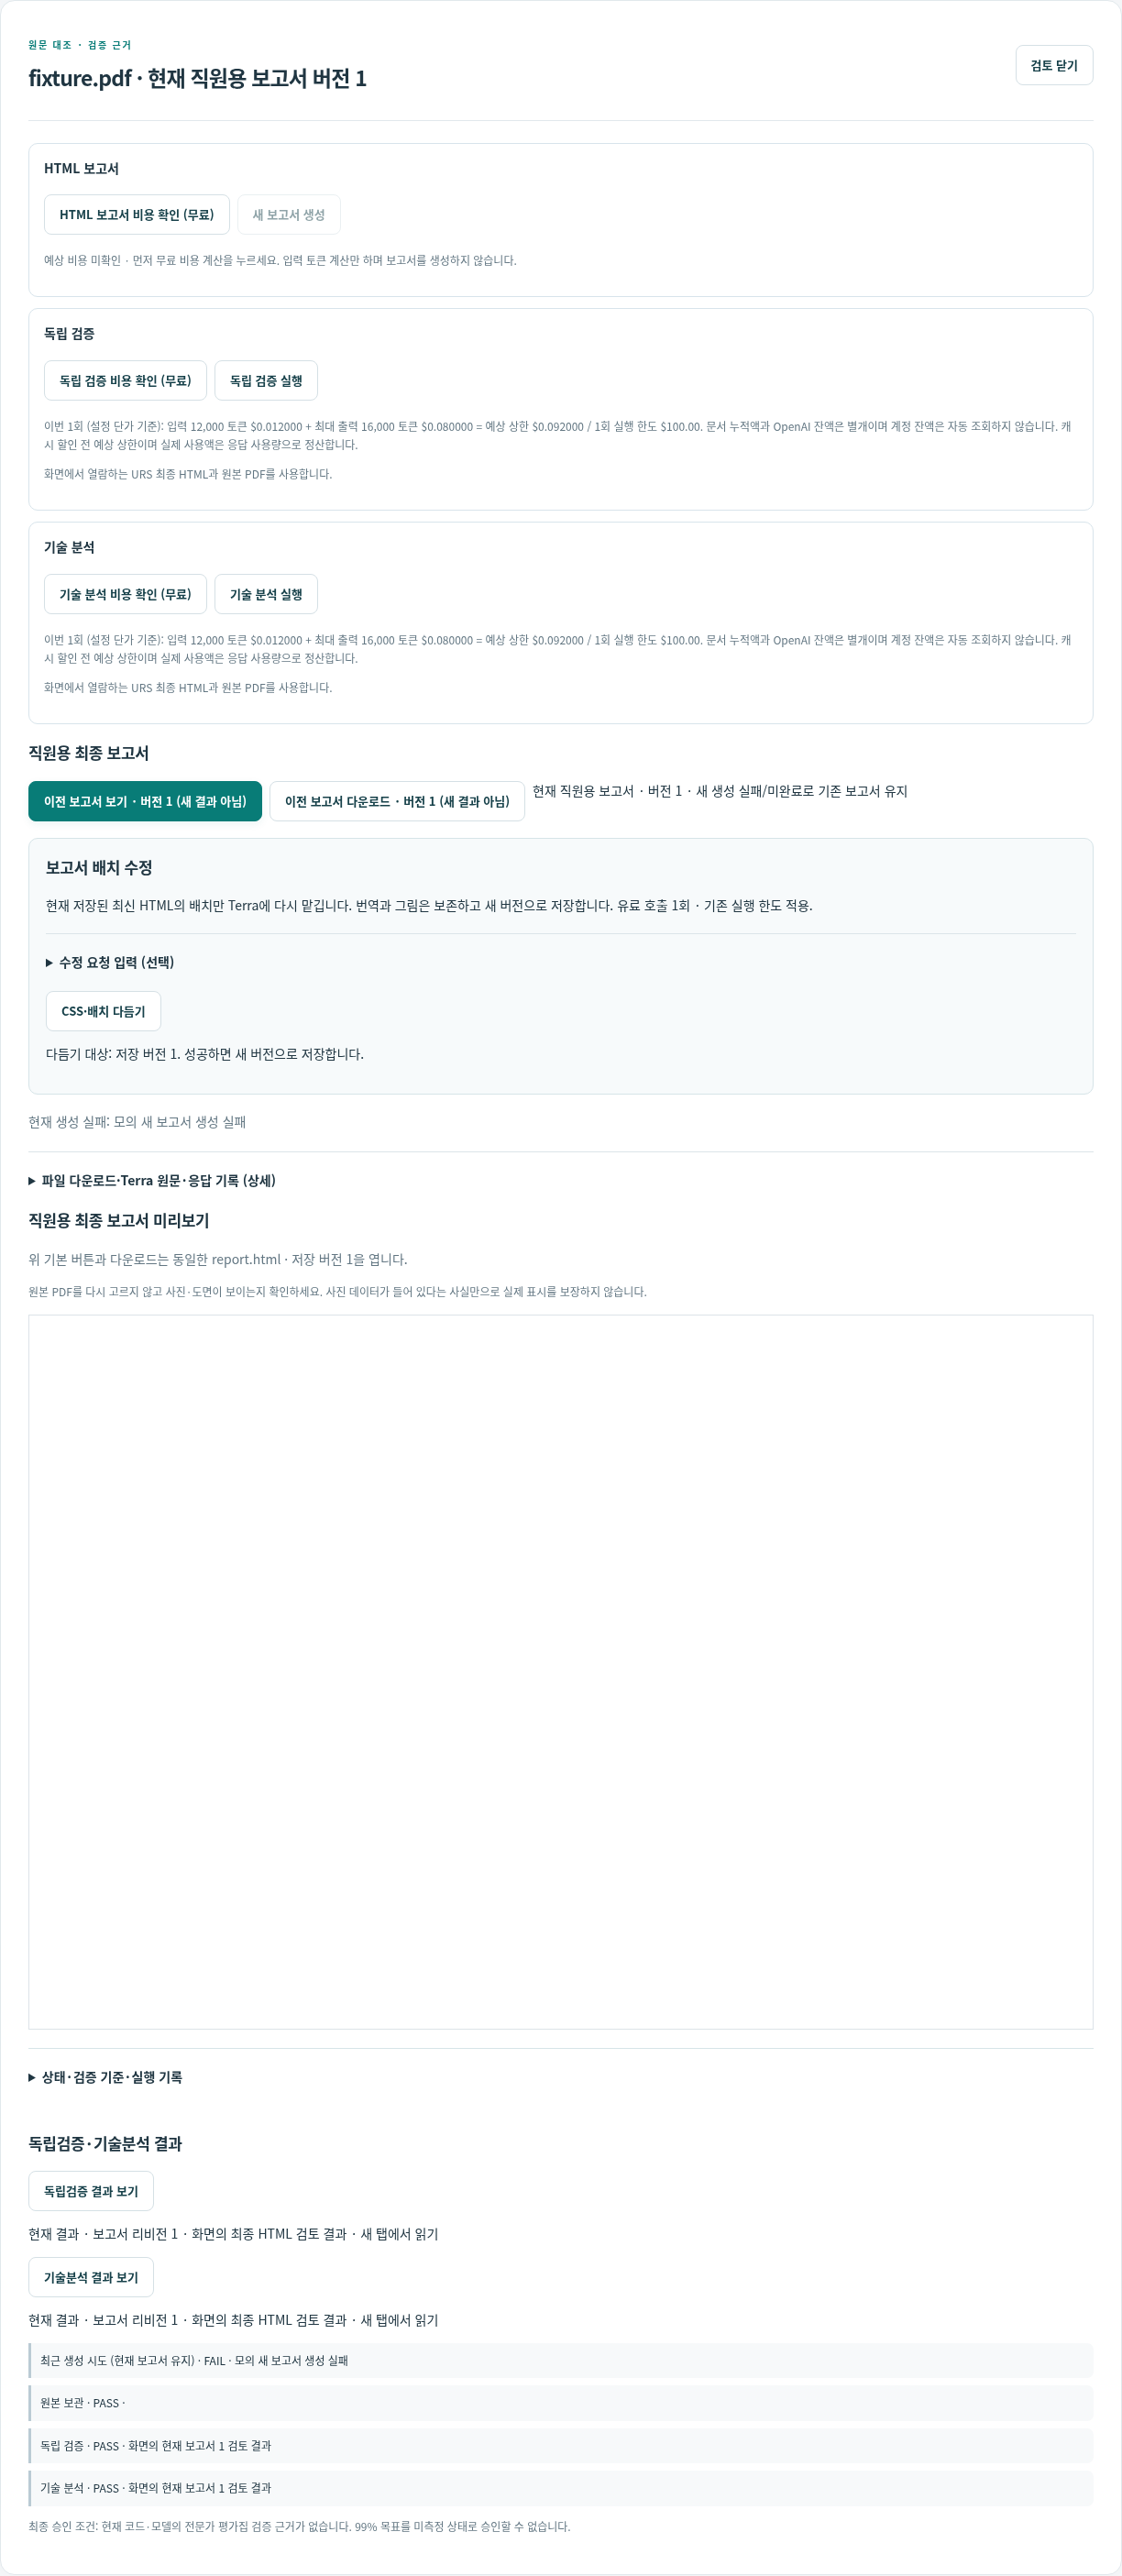 원문 대조 · 검증 근거
fixture.pdf · 현재 직원용 보고서 버전 1
검토 닫기
HTML 보고서
HTML 보고서 비용 확인 (무료)
새 보고서 생성
예상 비용 미확인 · 먼저 무료 비용 계산을 누르세요. 입력 토큰 계산만 하며 보고서를 생성하지 않습니다.
독립 검증
독립 검증 비용 확인 (무료)
독립 검증 실행
이번 1회 (설정 단가 기준): 입력 12,000 토큰 $0.012000 + 최대 출력 16,000 토큰 $0.080000 = 예상 상한 $0.092000 / 1회 실행 한도 $100.00. 문서 누적액과 OpenAI 잔액은 별개이며 계정 잔액은 자동 조회하지 않습니다. 캐
시 할인 전 예상 상한이며 실제 사용액은 응답 사용량으로 정산합니다.
화면에서 열람하는 URS 최종 HTML과 원본 PDF를 사용합니다.
기술 분석
기술 분석 비용 확인 (무료)
기술 분석 실행
이번 1회 (설정 단가 기준): 입력 12,000 토큰 $0.012000 + 최대 출력 16,000 토큰 $0.080000 = 예상 상한 $0.092000 / 1회 실행 한도 $100.00. 문서 누적액과 OpenAI 잔액은 별개이며 계정 잔액은 자동 조회하지 않습니다. 캐
시 할인 전 예상 상한이며 실제 사용액은 응답 사용량으로 정산합니다.
화면에서 열람하는 URS 최종 HTML과 원본 PDF를 사용합니다.
직원용 최종 보고서
이전 보고서 보기 · 버전 1 (새 결과 아님)
이전 보고서 다운로드 · 버전 1 (새 결과 아님)
현재 직원용 보고서 · 버전 1 · 새 생성 실패/미완료로 기존 보고서 유지
보고서 배치 수정
현재 저장된 최신 HTML의 배치만 Terra에 다시 맡깁니다. 번역과 그림은 보존하고 새 버전으로 저장합니다. 유료 호출 1회 · 기존 실행 한도 적용.
▶ 수정 요청 입력 (선택)
CSS·배치 다듬기
다듬기 대상: 저장 버전 1. 성공하면 새 버전으로 저장합니다.
현재 생성 실패: 모의 새 보고서 생성 실패
▶ 파일 다운로드·Terra 원문·응답 기록 (상세)
직원용 최종 보고서 미리보기
위 기본 버튼과 다운로드는 동일한 report.html · 저장 버전 1을 엽니다.
원본 PDF를 다시 고르지 않고 사진·도면이 보이는지 확인하세요. 사진 데이터가 들어 있다는 사실만으로 실제 표시를 보장하지 않습니다.
▶ 상태·검증 기준·실행 기록
독립검증·기술분석 결과
독립검증 결과 보기
현재 결과 · 보고서 리비전 1 · 화면의 최종 HTML 검토 결과 · 새 탭에서 읽기
기술분석 결과 보기
현재 결과 · 보고서 리비전 1 · 화면의 최종 HTML 검토 결과 · 새 탭에서 읽기
최근 생성 시도 (현재 보고서 유지) · FAIL · 모의 새 보고서 생성 실패
원본 보관 · PASS ·
독립 검증 · PASS · 화면의 현재 보고서 1 검토 결과
기술 분석 · PASS · 화면의 현재 보고서 1 검토 결과
최종 승인 조건: 현재 코드·모델의 전문가 평가집 검증 근거가 없습니다. 99% 목표를 미측정 상태로 승인할 수 없습니다.